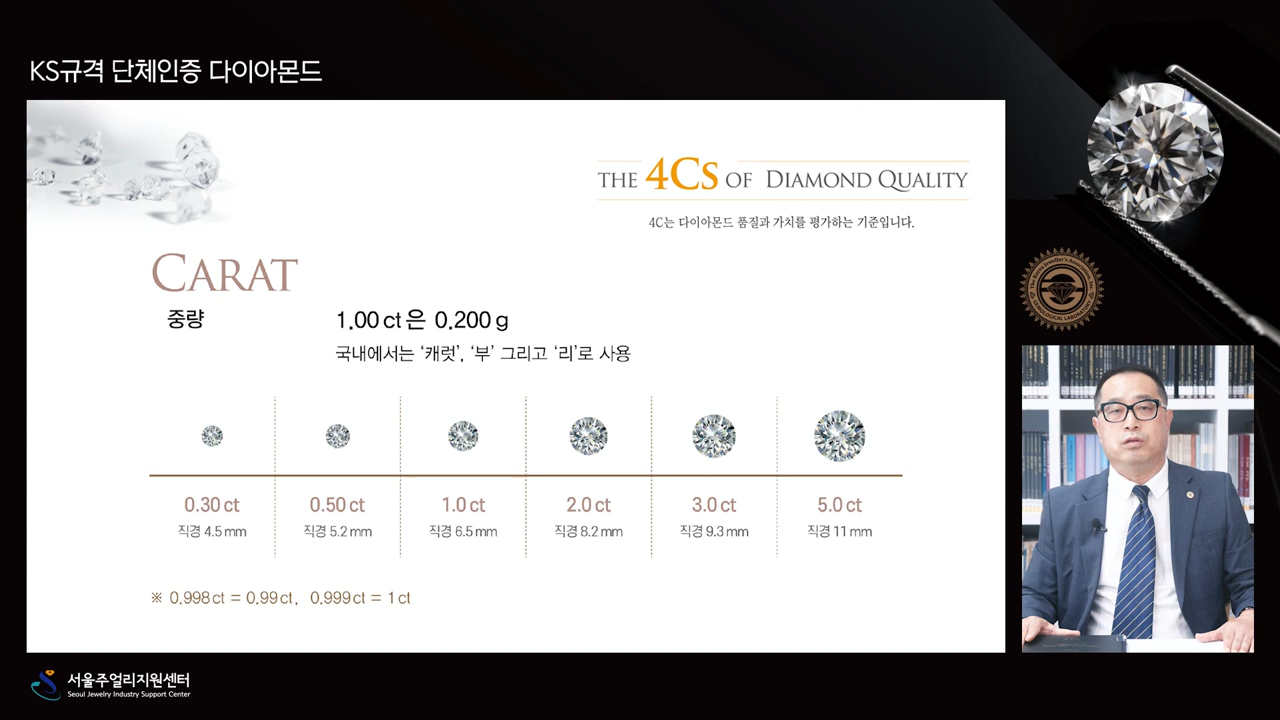 KS규격 단체인증 다이아몬드
THE 4Cs OF DIAMOND QUALITY
4C는 다이아몬드 품질과 가치를 평가하는 기준입니다.
CARAT
중량
1.00 ct 은 0.200 g
국내에서는 ‘캐럿’, ‘부’ 그리고 ‘리’로 사용
0.30 ct 0.50 ct 1.0 ct 2.0 ct 3.0 ct 5.0 ct
직경 4.5 mm 직경 5.2 mm 직경 6.5 mm 직경 8.2 mm 직경 9.3 mm 직경 11 mm
※ 0.998 ct = 0.99 ct, 0.999 ct = 1 ct
서울주얼리지원센터
Seoul Jewelry Industry Support Center